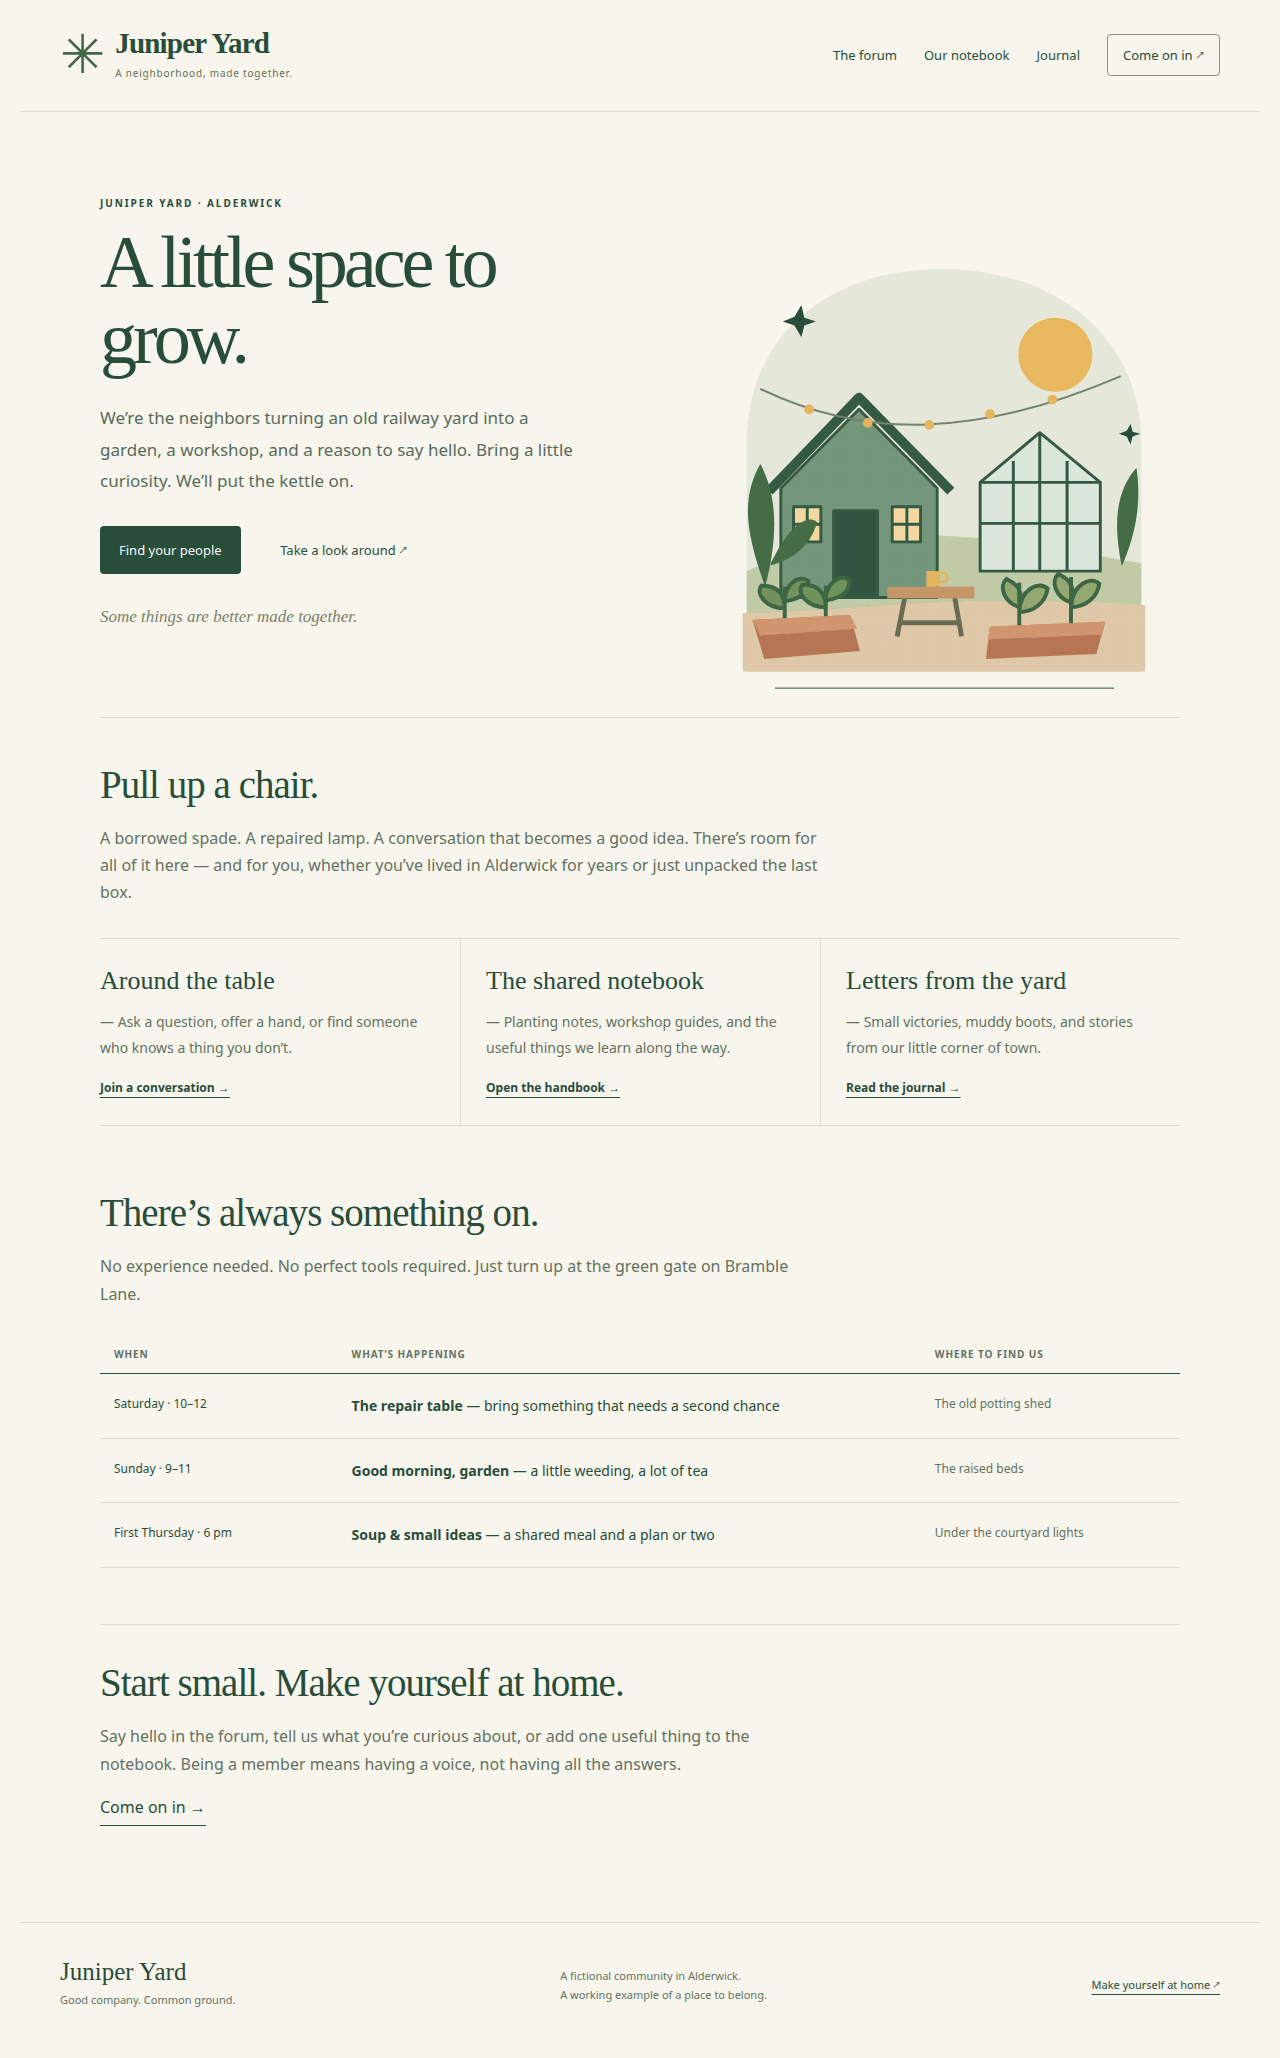 Juniper Yard
A neighborhood, made together.
The forum
Our notebook
Journal
Come on in ↗
JUNIPER YARD · ALDERWICK
A little space to
grow.
We’re the neighbors turning an old railway yard into a
garden, a workshop, and a reason to say hello. Bring a little
curiosity. We’ll put the kettle on.
Find your people
Take a look around ↗
Some things are better made together.
Pull up a chair.
A borrowed spade. A repaired lamp. A conversation that becomes a good idea. There’s room for
all of it here — and for you, whether you’ve lived in Alderwick for years or just unpacked the last
box.
Around the table
— Ask a question, offer a hand, or find someone
who knows a thing you don’t.
Join a conversation →
The shared notebook
— Planting notes, workshop guides, and the
useful things we learn along the way.
Open the handbook →
Letters from the yard
— Small victories, muddy boots, and stories
from our little corner of town.
Read the journal →
There’s always something on.
No experience needed. No perfect tools required. Just turn up at the green gate on Bramble
Lane.
WHEN
WHAT’S HAPPENING
WHERE TO FIND US
Saturday · 10–12
The repair table — bring something that needs a second chance
The old potting shed
Sunday · 9–11
Good morning, garden — a little weeding, a lot of tea
The raised beds
First Thursday · 6 pm
Soup & small ideas — a shared meal and a plan or two
Under the courtyard lights
Start small. Make yourself at home.
Say hello in the forum, tell us what you’re curious about, or add one useful thing to the
notebook. Being a member means having a voice, not having all the answers.
Come on in →
Juniper Yard
Good company. Common ground.
A fictional community in Alderwick.
A working example of a place to belong.
Make yourself at home ↗